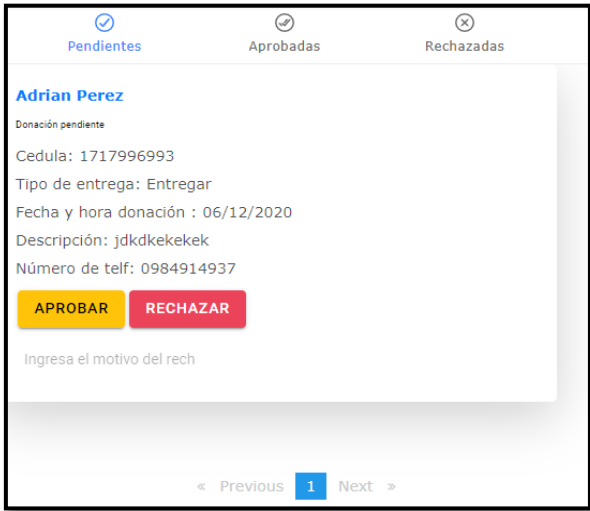 Pendientes Aprobadas Rechazadas
Adrian Perez
Donación pendiente
Cedula: 1717996993
Tipo de entrega: Entregar
Fecha y hora donación : 06/12/2020
Descripción: jdkdkekekek
Número de telf: 0984914937
APROBAR RECHAZAR
Ingresa el motivo del rech
« Previous 1 Next »